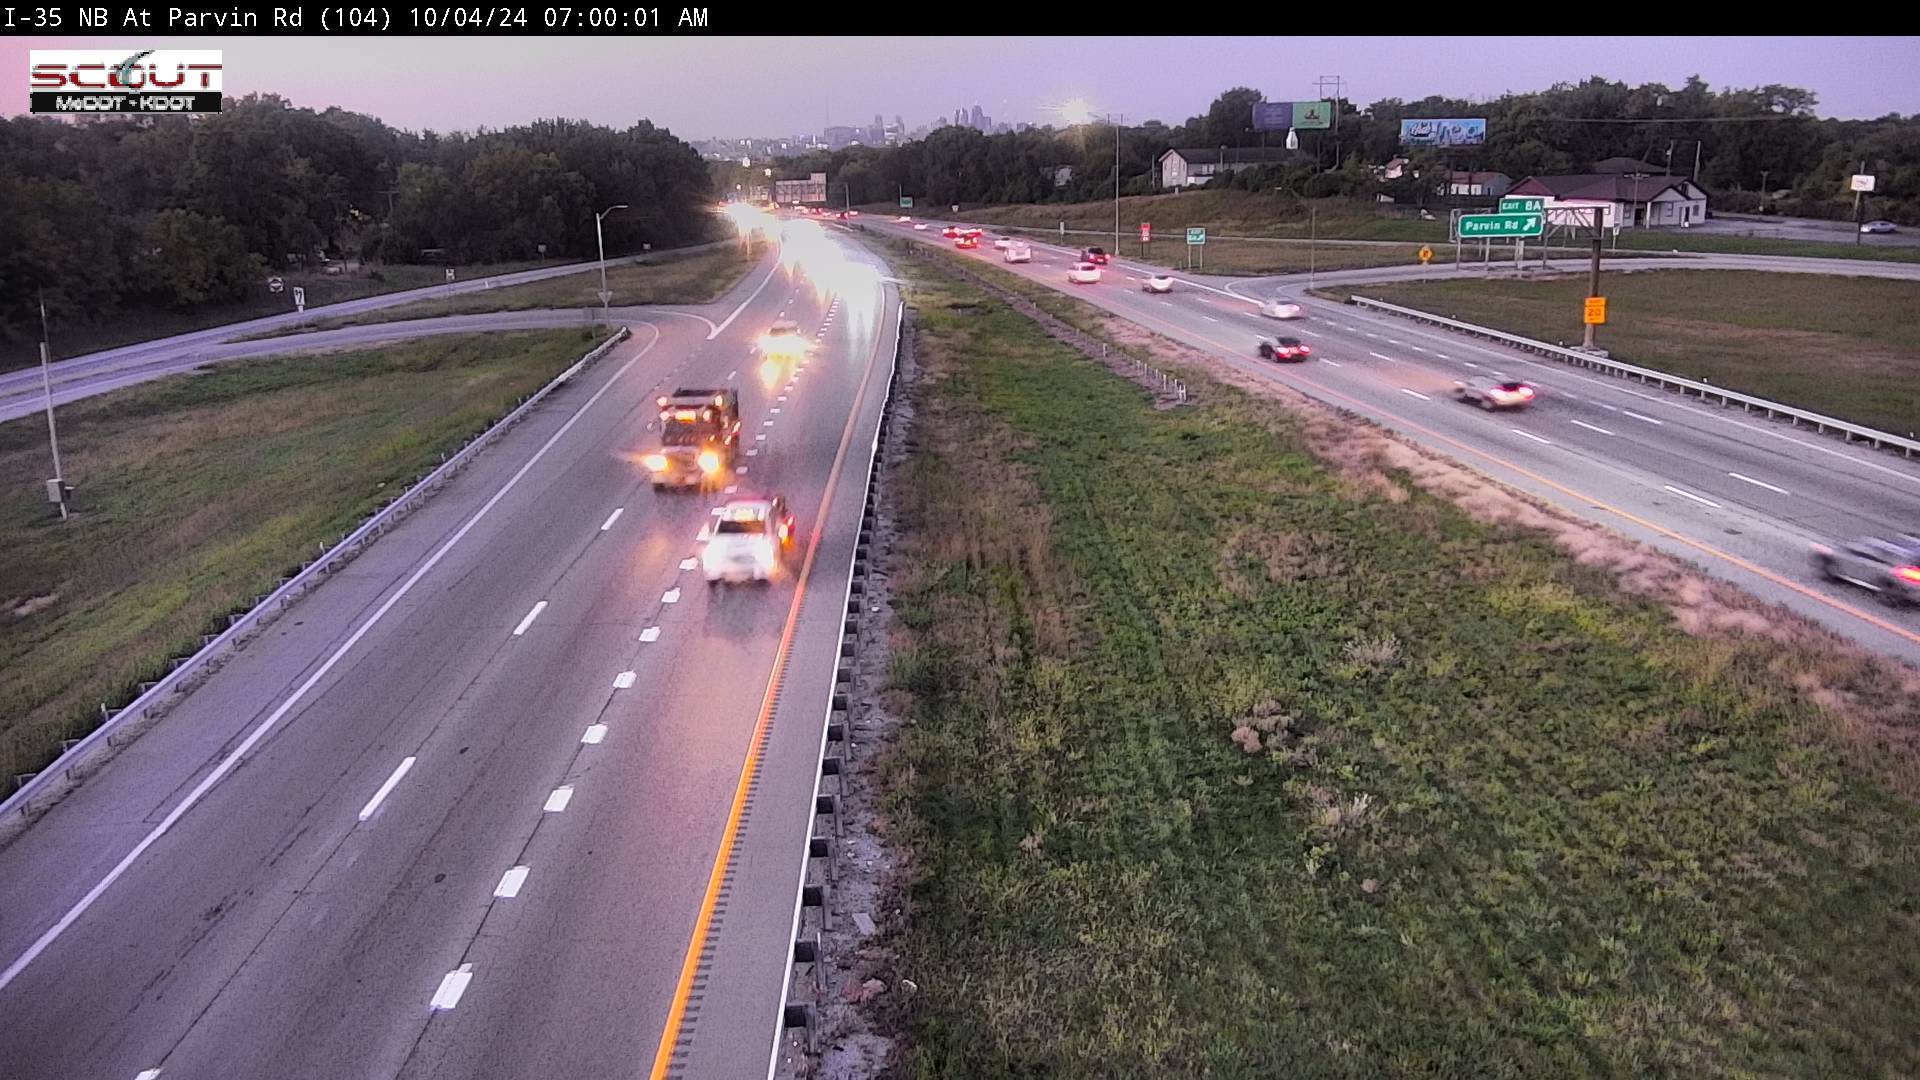 I-35 NB At Parvin Rd (104) 10/04/24 07:00:01 AM
SCOUT
MoDOT - KDOT
EXIT 8A
Parvin Rd
20